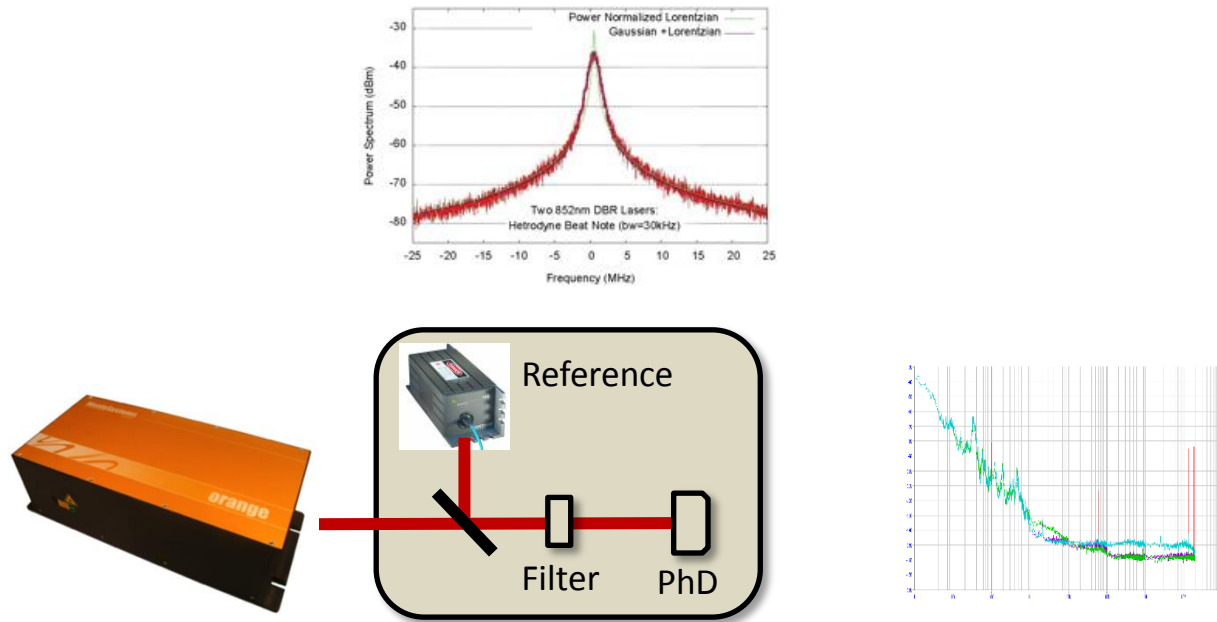 Power Normalized Lorentzian
Gaussian +Lorentzian
-30
-40
-50
-60
-70
-80
Power Spectrum (dBm)
Two 852nm DBR Lasers:
Hetrodyne Beat Note (bw=30kHz)
-25 -20 -15 -10 -5 0 5 10 15 20 25
Frequency (MHz)
Reference
MenloSystems
orange
Filter
PhD